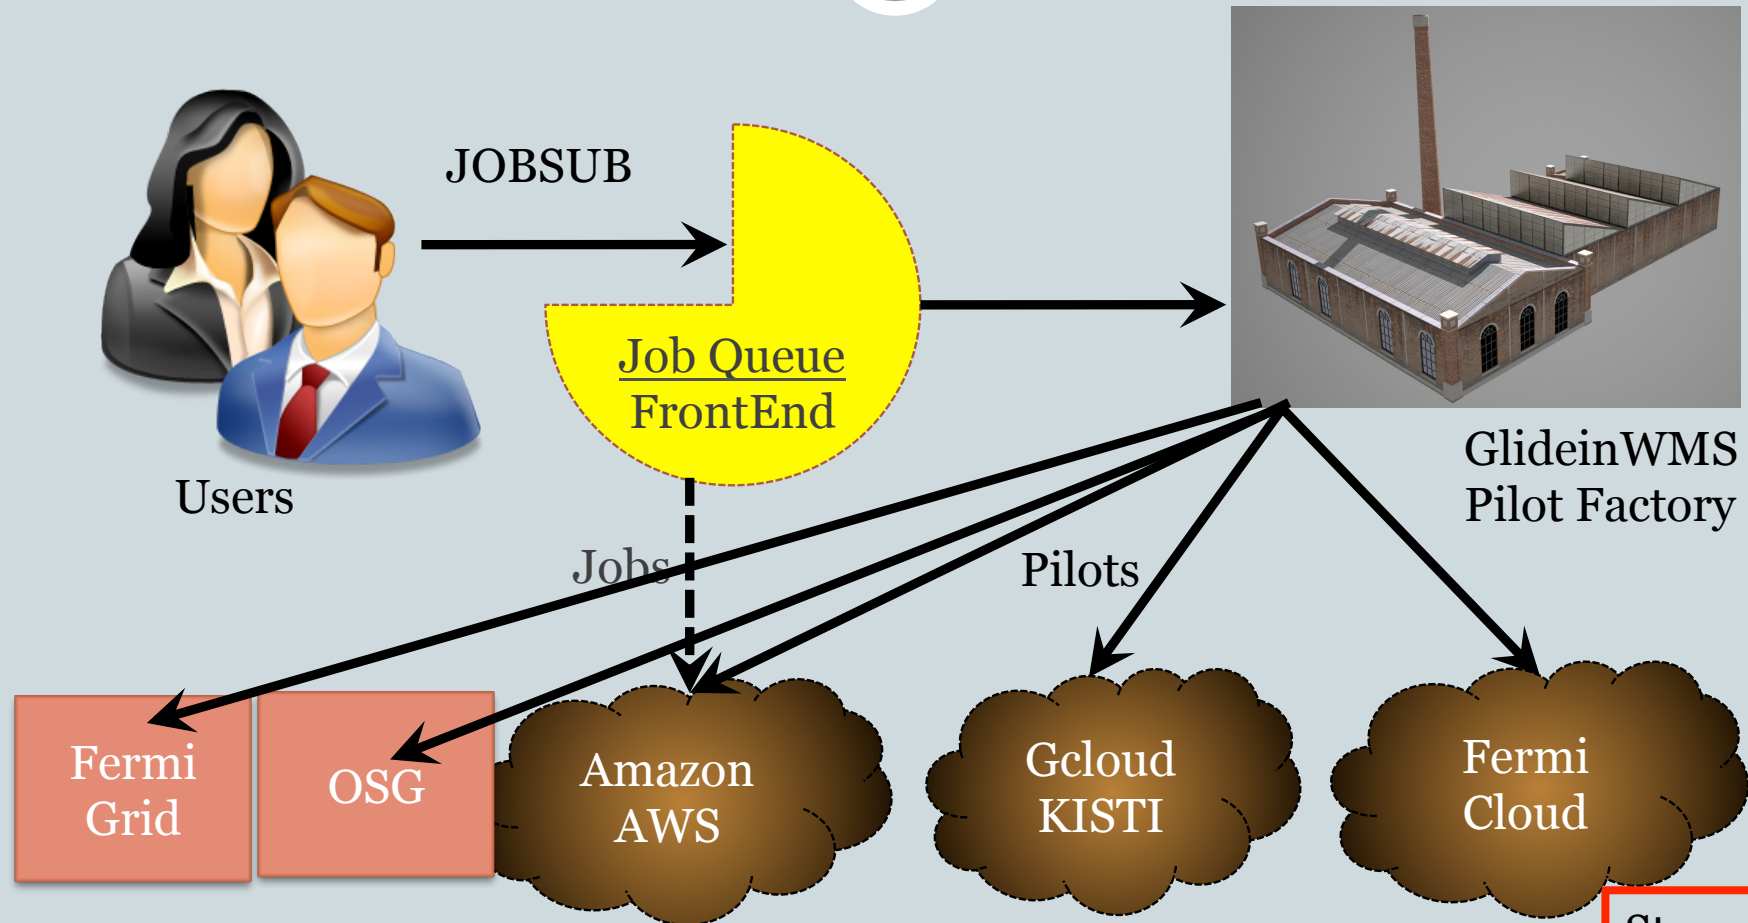 JOBSUB
Job Queue
FrontEnd
Users
GlideinWMS
Pilot Factory
Jobs
Pilots
Fermi
Grid
OSG
Amazon
AWS
Gcloud
KISTI
Fermi
Cloud